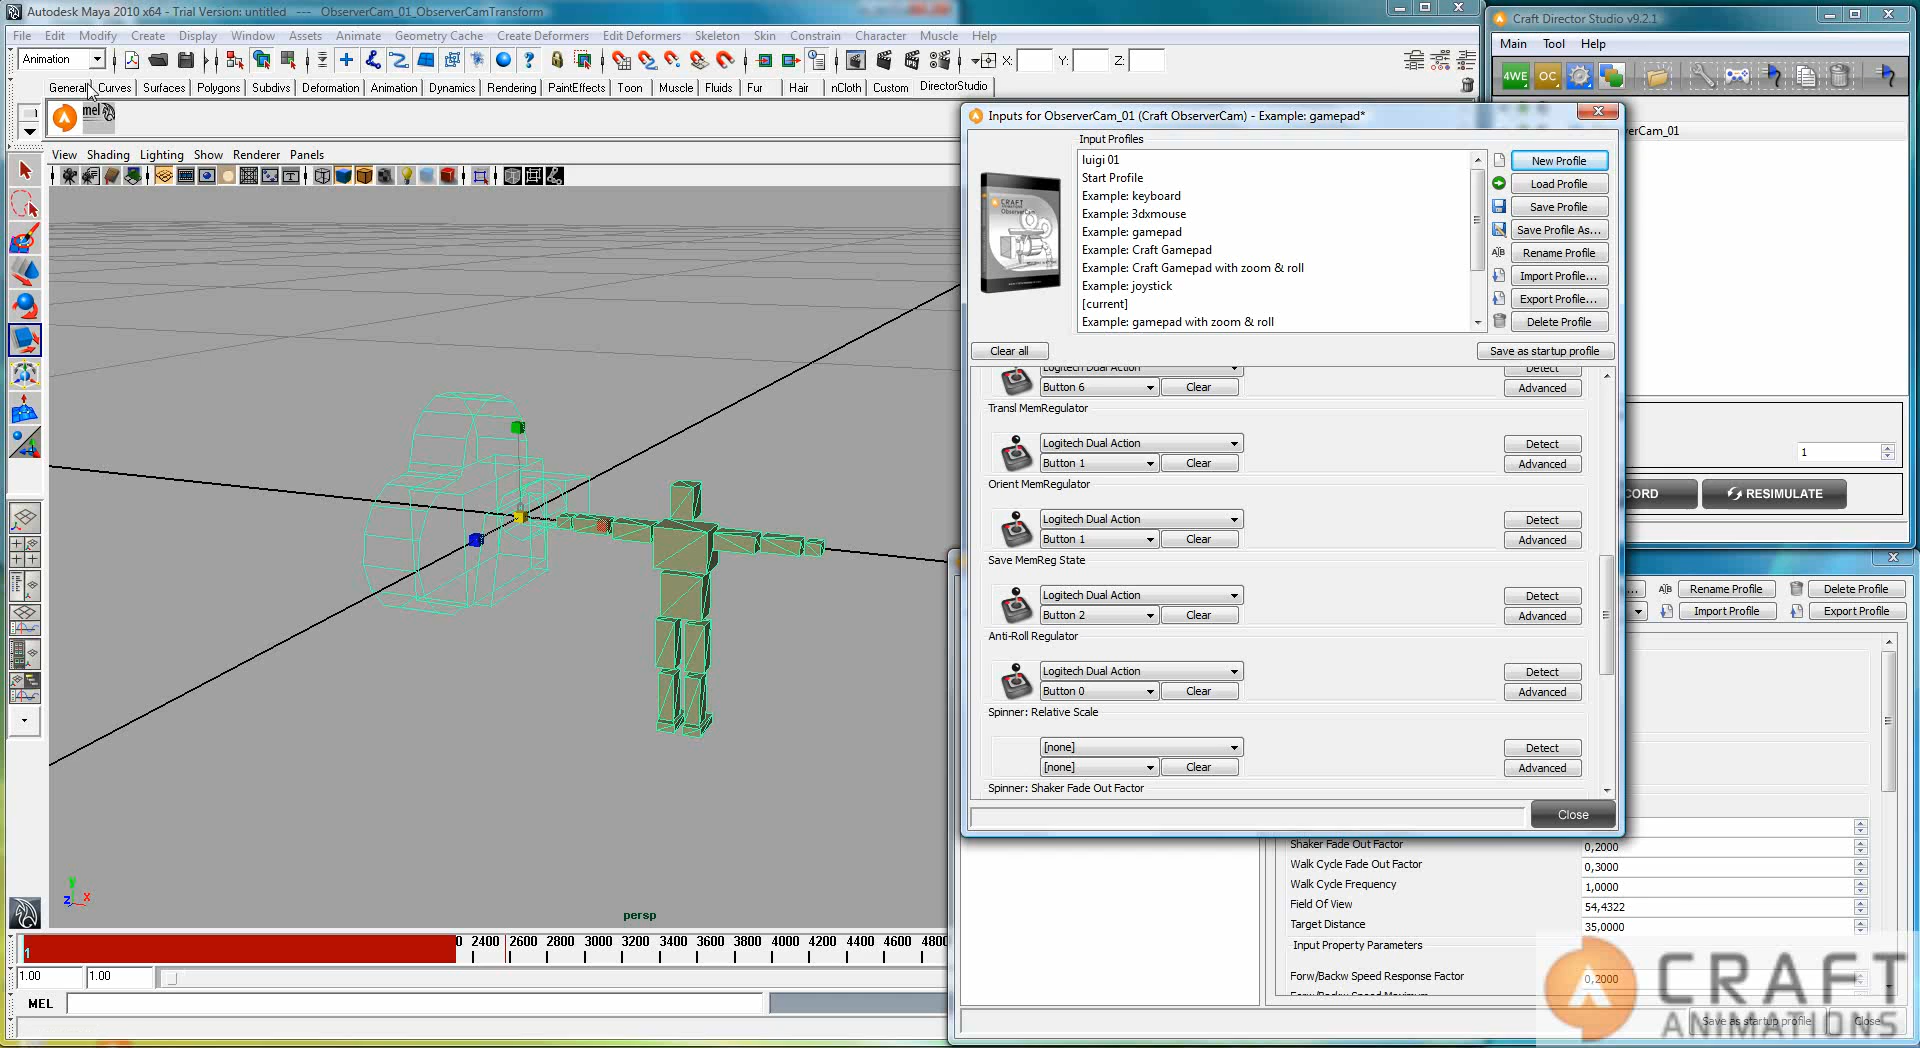 Autodesk Maya 2010 x64 - Trial Version: untitled --- ObserverCam_01_ObserverCamTransform
File Edit Modify Create Display Window Assets Animate Geometry Cache Create Deformers Edit Deformers Skeleton Skin Constrain Character Muscle Help
Animation X: Y: Z:
General Curves Surfaces Polygons Subdivs Deformation Animation Dynamics Rendering PaintEffects Toon Muscle Fluids Fur Hair nCloth Custom DirectorStudio
mel
View Shading Lighting Show Renderer Panels
persp
y
z x
1
0 2400 2600 2800 3000 3200 3400 3600 3800 4000 4200 4400 4600 4800
1.00 1.00
MEL
Craft Director Studio v9.2.1
Main Tool Help
4WE OC
erCam_01
1
CORD RESIMULATE
Inputs for ObserverCam_01 (Craft ObserverCam) - Example: gamepad*
Input Profiles
CRAFT
ANIMATIONS
ObserverCam
luigi 01
Start Profile
Example: keyboard
Example: 3dxmouse
Example: gamepad
Example: Craft Gamepad
Example: Craft Gamepad with zoom & roll
Example: joystick
[current]
Example: gamepad with zoom & roll
New Profile
Load Profile
Save Profile
Save Profile As...
Rename Profile
Import Profile...
Export Profile...
Delete Profile
Clear all Save as startup profile
Logitech Dual Action Detect
Button 6 Clear Advanced
Transl MemRegulator
Logitech Dual Action Detect
Button 1 Clear Advanced
Orient MemRegulator
Logitech Dual Action Detect
Button 1 Clear Advanced
Save MemReg State
Logitech Dual Action Detect
Button 2 Clear Advanced
Anti-Roll Regulator
Logitech Dual Action Detect
Button 0 Clear Advanced
Spinner: Relative Scale
[none] Detect
[none] Clear Advanced
Spinner: Shaker Fade Out Factor
Close
... Rename Profile Delete Profile
Import Profile Export Profile
Shaker Fade Out Factor 0,2000
Walk Cycle Fade Out Factor 0,3000
Walk Cycle Frequency 1,0000
Field Of View 54,4322
Target Distance 35,0000
Input Property Parameters
Forw/Backw Speed Response Factor 0,2000
Forw/Backw Speed Maximum
Save as startup profile Close
CRAFT
ANIMATIONS